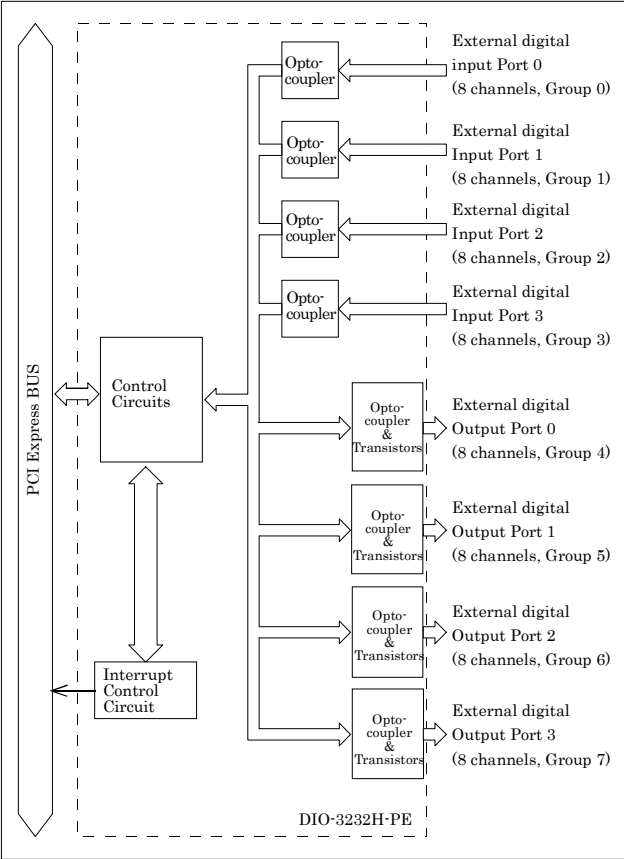 Opto-
coupler
External digital
input Port 0
(8 channels, Group 0)
Opto-
coupler
External digital
Input Port 1
(8 channels, Group 1)
Opto-
coupler
External digital
Input Port 2
(8 channels, Group 2)
Opto-
coupler
External digital
Input Port 3
(8 channels, Group 3)
PCI Express BUS
Control
Circuits
Opto-
coupler
&
Transistors
External digital
Output Port 0
(8 channels, Group 4)
Opto-
coupler
&
Transistors
External digital
Output Port 1
(8 channels, Group 5)
Opto-
coupler
&
Transistors
External digital
Output Port 2
(8 channels, Group 6)
Interrupt
Control
Circuit
Opto-
coupler
&
Transistors
External digital
Output Port 3
(8 channels, Group 7)
DIO-3232H-PE